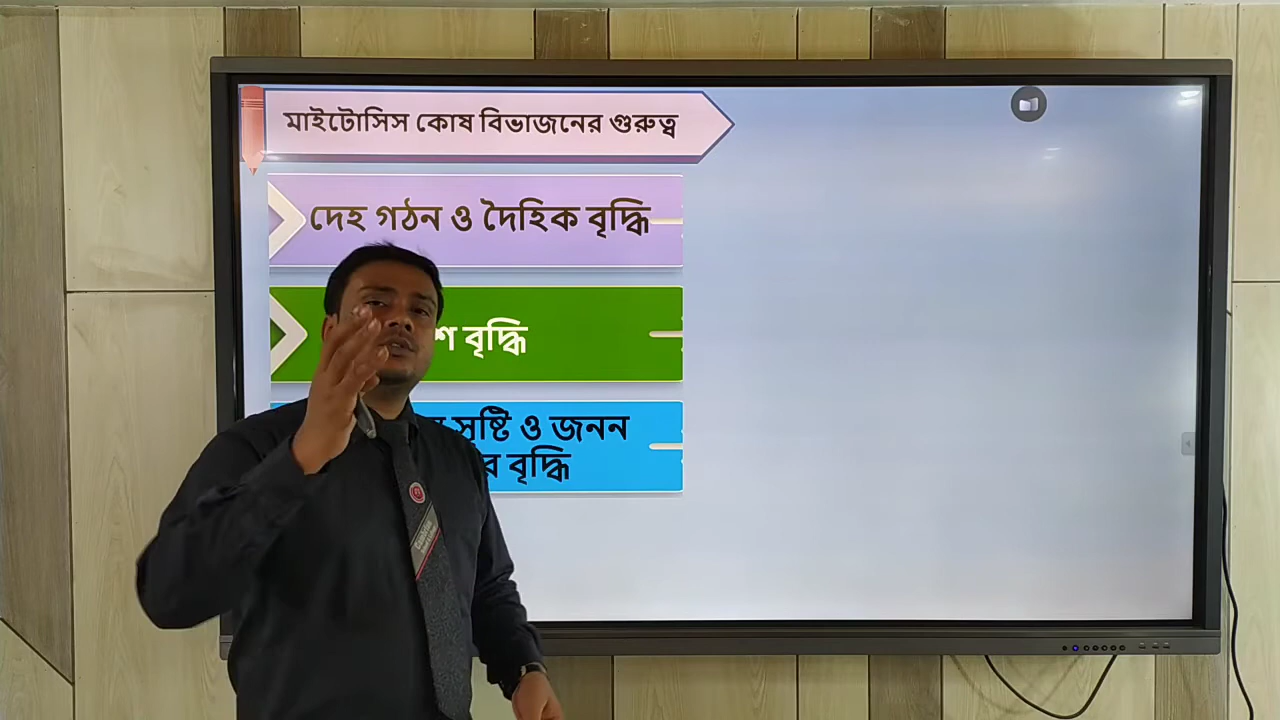 মাইটোসিস কোষ বিভাজনের গুরুত্ব
দেহ গঠন ও দৈহিক বৃদ্ধি
বৃদ্ধি
সৃষ্টি ও জনন
বৃদ্ধি